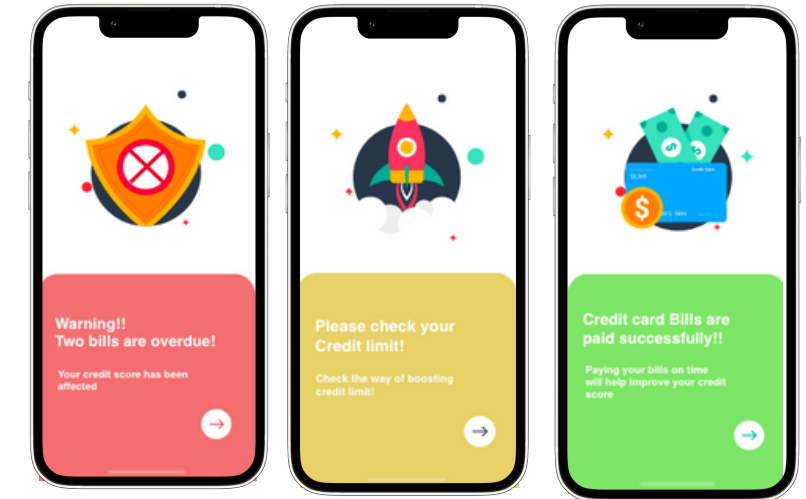 Warning!!
Two bills are overdue!
Your credit score has been
affected
Please check your
Credit limit!
Check the way of boosting
credit limit!
Credit Card
Credit card Bills are
paid successfully!!
Paying your bills on time
will help improve your credit
score